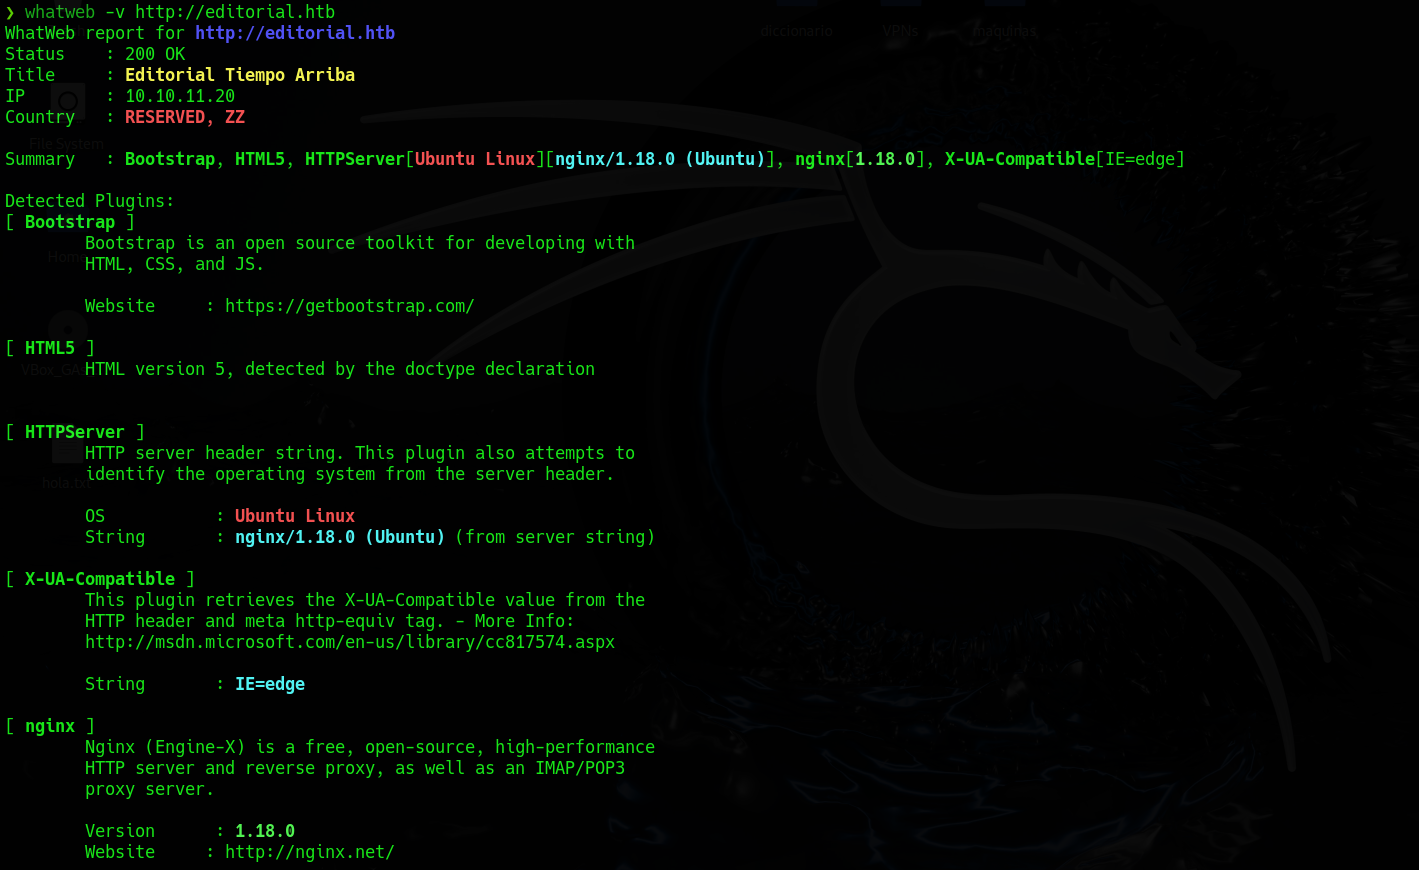 ❯ whatweb -v http://editorial.htb
WhatWeb report for http://editorial.htb
Status    : 200 OK
Title     : Editorial Tiempo Arriba
IP        : 10.10.11.20
Country   : RESERVED, ZZ

Summary   : Bootstrap, HTML5, HTTPServer[Ubuntu Linux][nginx/1.18.0 (Ubuntu)], nginx[1.18.0], X-UA-Compatible[IE=edge]

Detected Plugins:
[ Bootstrap ]
        Bootstrap is an open source toolkit for developing with
        HTML, CSS, and JS.

        Website     : https://getbootstrap.com/

[ HTML5 ]
        HTML version 5, detected by the doctype declaration


[ HTTPServer ]
        HTTP server header string. This plugin also attempts to
        identify the operating system from the server header.

        OS           : Ubuntu Linux
        String       : nginx/1.18.0 (Ubuntu) (from server string)

[ X-UA-Compatible ]
        This plugin retrieves the X-UA-Compatible value from the
        HTTP header and meta http-equiv tag. - More Info:
        http://msdn.microsoft.com/en-us/library/cc817574.aspx

        String       : IE=edge

[ nginx ]
        Nginx (Engine-X) is a free, open-source, high-performance
        HTTP server and reverse proxy, as well as an IMAP/POP3
        proxy server.

        Version      : 1.18.0
        Website     : http://nginx.net/
diccionario
VPNs
maquinas
File System
Home
hola.txt